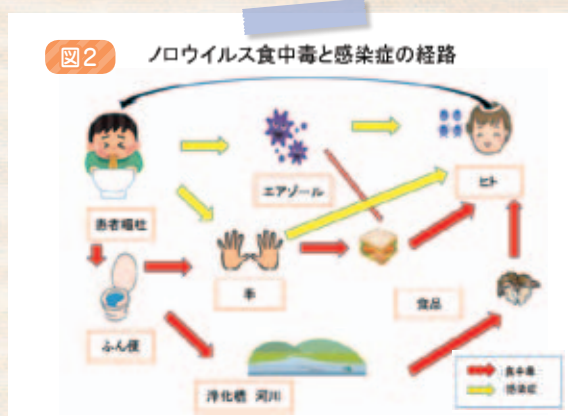 図2
ノロウイルス食中毒と感染症の経路
患者嘔吐
エアゾール
ヒト
手
食品
ふん便
浄化槽 河川
食中毒
感染症